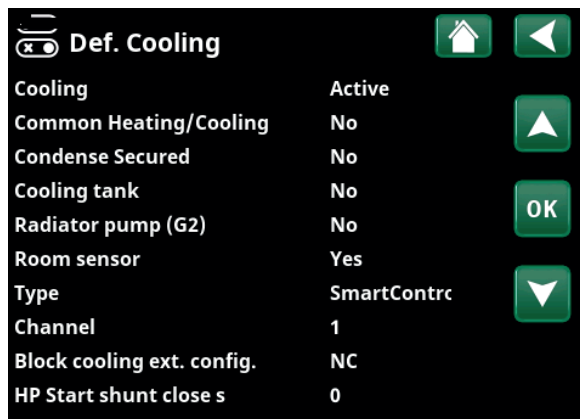 Def. Cooling
Cooling Active
Common Heating/Cooling No
Condense Secured No
Cooling tank No
Radiator pump (G2) No
OK
Room sensor Yes
Type SmartContrc
Channel 1
Block cooling ext. config. NC
HP Start shunt close s 0